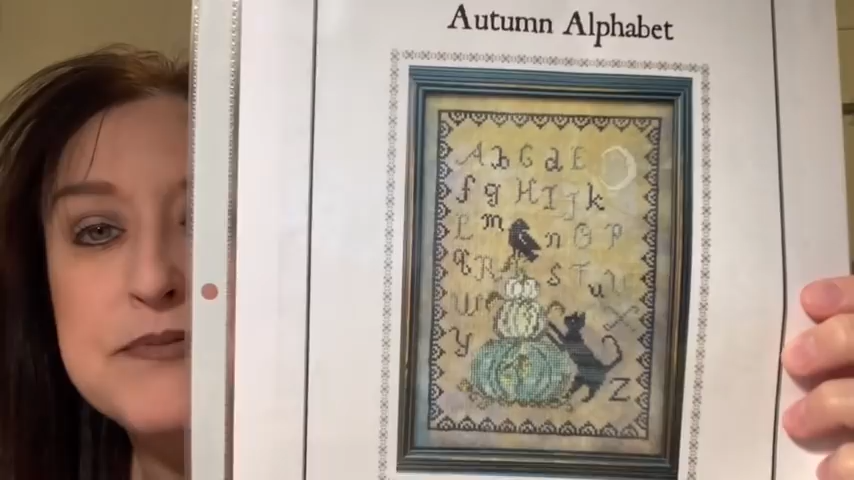 Autumn Alphabet
A b C d E
f g H I J k
L m n O P
Q R S T u V
W X
y Z